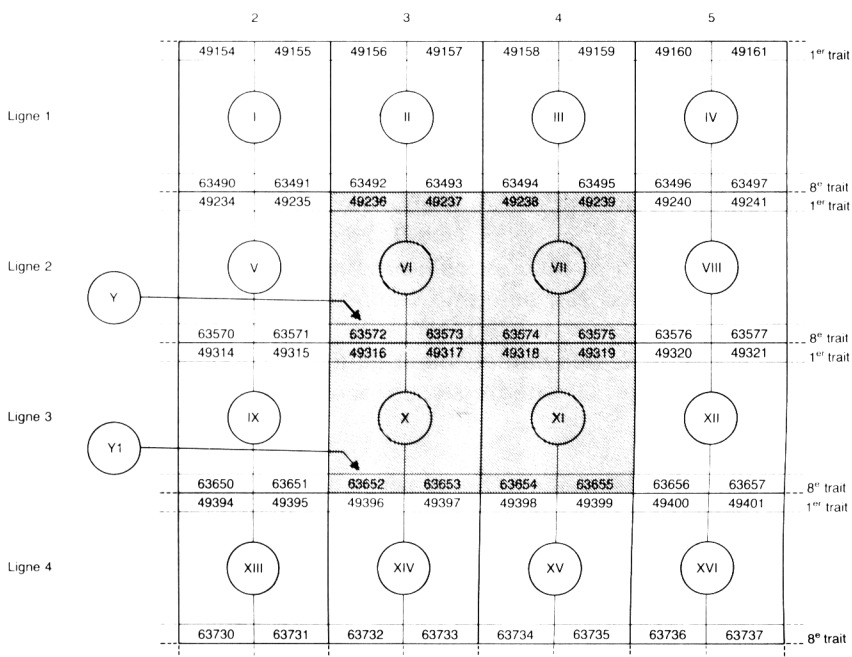 2 3 4 5
49154 49155 49156 49157 49158 49159 49160 49161 1er trait
Ligne 1 I II III IV
63490 63491 63492 63493 63494 63495 63496 63497 8e trait
49234 49235 49236 49237 49238 49239 49240 49241 1er trait
Ligne 2 V VI VII VIII
Y
63570 63571 63572 63573 63574 63575 63576 63577 8e trait
49314 49315 49316 49317 49318 49319 49320 49321 1er trait
Ligne 3 IX X XI XII
Y1
63650 63651 63652 63653 63654 63655 63656 63657 8e trait
49394 49395 49396 49397 49398 49399 49400 49401 1er trait
Ligne 4 XIII XIV XV XVI
63730 63731 63732 63733 63734 63735 63736 63737 8e trait